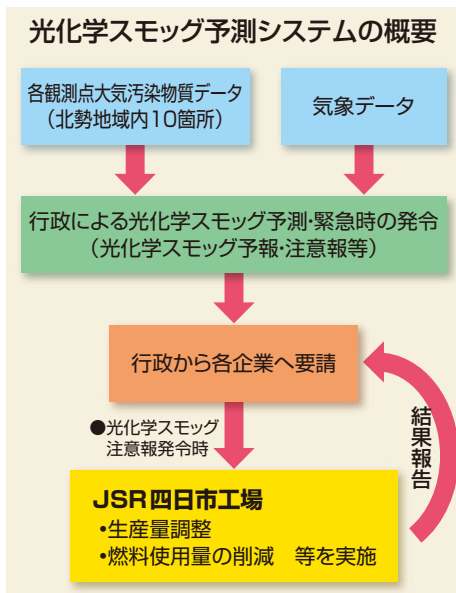 光化学スモッグ予測システムの概要
各観測点大気汚染物質データ
（北勢地域内10箇所）
気象データ
行政による光化学スモッグ予測・緊急時の発令
（光化学スモッグ予報・注意報等）
行政から各企業へ要請
●光化学スモッグ
注意報発令時
結果報告
JSR四日市工場
・生産量調整
・燃料使用量の削減　等を実施